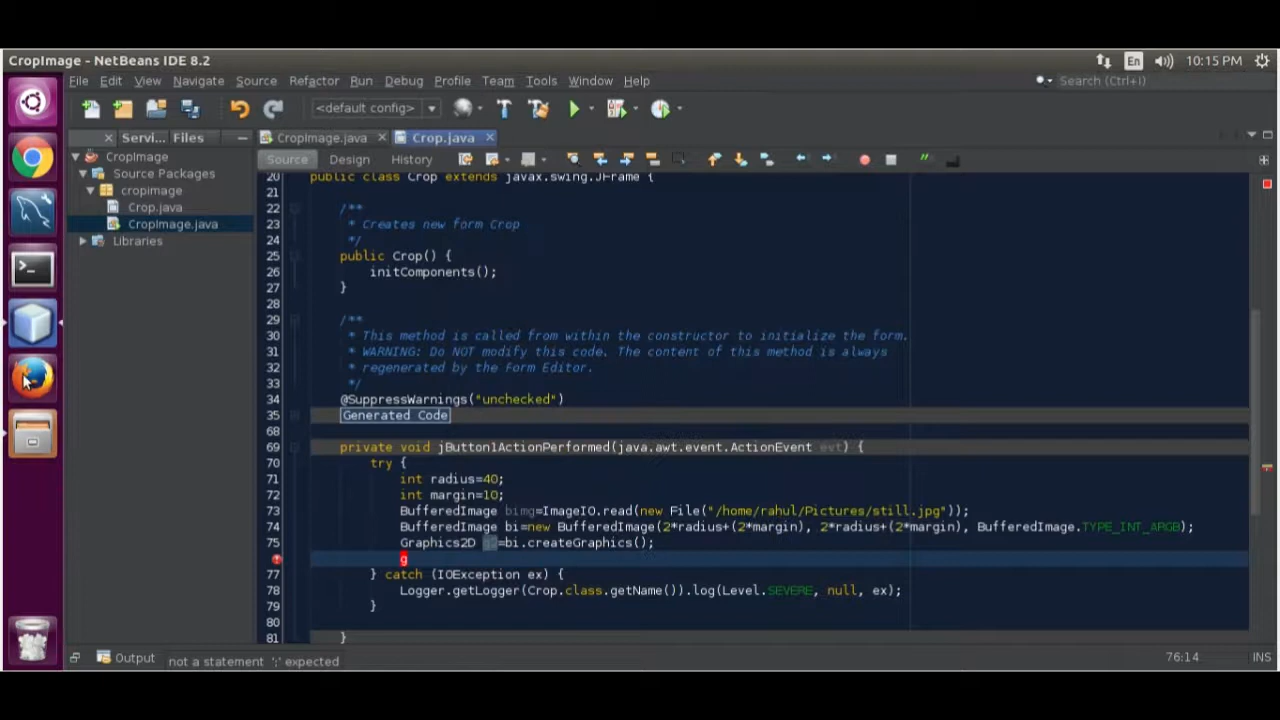 CropImage - NetBeans IDE 8.2
En
10:15 PM
File Edit View Navigate Source Refactor Run Debug Profile Team Tools Window Help
Search (Ctrl+I)
<default config>
Servi... Files
CropImage.java
Crop.java
CropImage
Source Packages
cropimage
Crop.java
CropImage.java
Libraries
Source Design History
20 public class Crop extends javax.swing.JFrame {
21
22 /**
23 * Creates new form Crop
24 */
25 public Crop() {
26 initComponents();
27 }
28
29 /**
30 * This method is called from within the constructor to initialize the form.
31 * WARNING: Do NOT modify this code. The content of this method is always
32 * regenerated by the Form Editor.
33 */
34 @SuppressWarnings("unchecked")
35 Generated Code
68
69 private void jButton1ActionPerformed(java.awt.event.ActionEvent evt) {
70 try {
71 int radius=40;
72 int margin=10;
73 BufferedImage bimg=ImageIO.read(new File("/home/rahul/Pictures/still.jpg"));
74 BufferedImage bi=new BufferedImage(2*radius+(2*margin), 2*radius+(2*margin), BufferedImage.TYPE_INT_ARGB);
75 Graphics2D g2=bi.createGraphics();
g
77 } catch (IOException ex) {
78 Logger.getLogger(Crop.class.getName()).log(Level.SEVERE, null, ex);
79 }
80
81 }
Output
not a statement ';' expected
76:14
INS